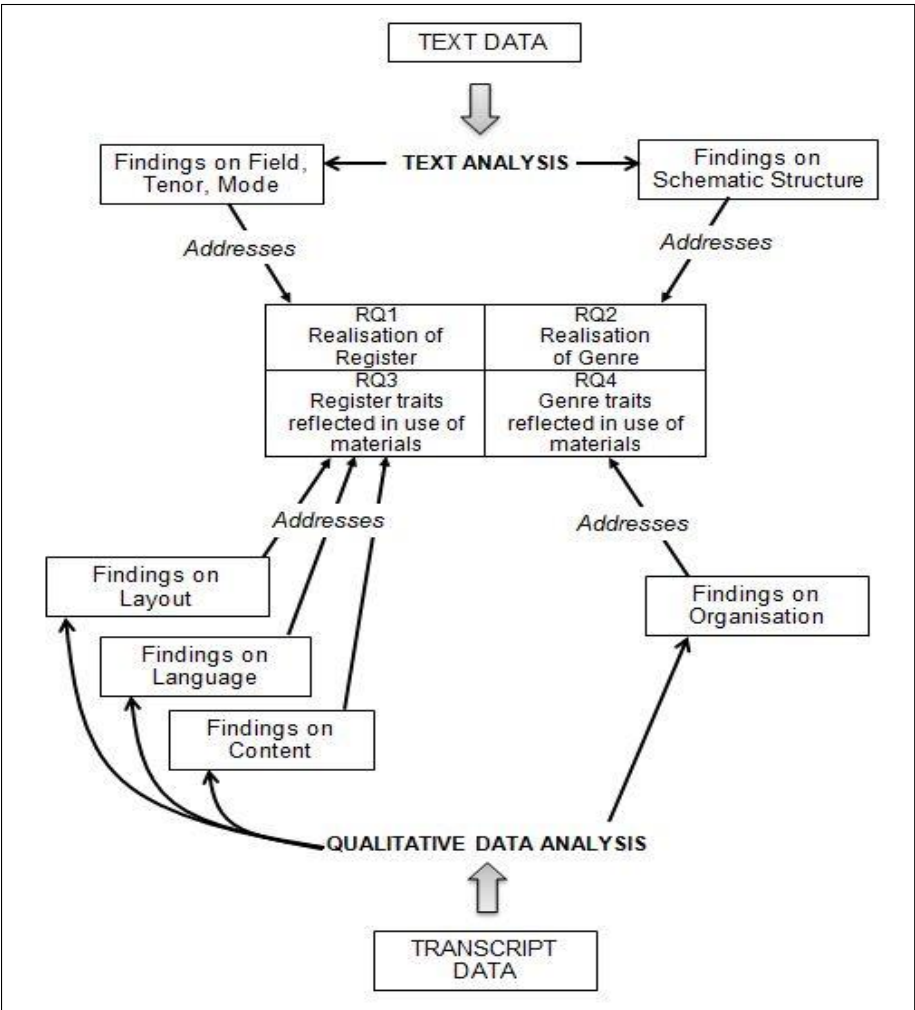 TEXT DATA
Findings on Field,
Tenor, Mode
TEXT ANALYSIS
Findings on
Schematic Structure
Addresses
Addresses
RQ1
Realisation of
Register
RQ2
Realisation
of Genre
RQ3
Register traits
reflected in use of
materials
RQ4
Genre traits
reflected in use of
materials
Addresses
Addresses
Findings on
Layout
Findings on
Organisation
Findings on
Language
Findings on
Content
QUALITATIVE DATA ANALYSIS
TRANSCRIPT
DATA